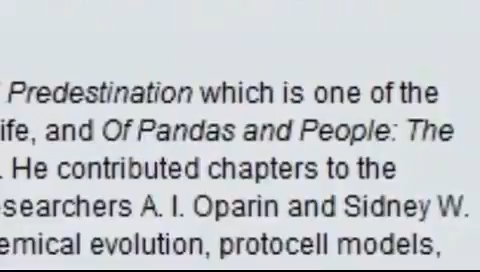 Predestination which is one of the
ife, and Of Pandas and People: The
. He contributed chapters to the
searchers A. I. Oparin and Sidney W.
emical evolution, protocell models,